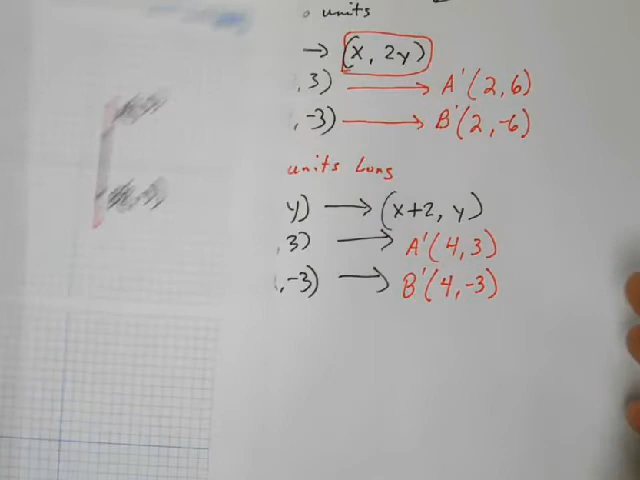 units
→ (x, 2y)
, 3) → A'(2, 6)
, -3) → B'(2, -6)
units Long
y) → (x+2, y)
, 3) → A'(4, 3)
, -3) → B'(4, -3)